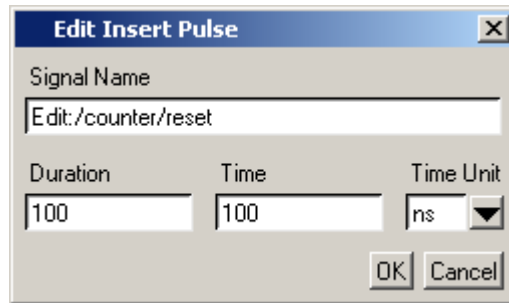 Edit Insert Pulse
Signal Name
Edit:/counter/reset
Duration Time Time Unit
100 100 ns
OK Cancel